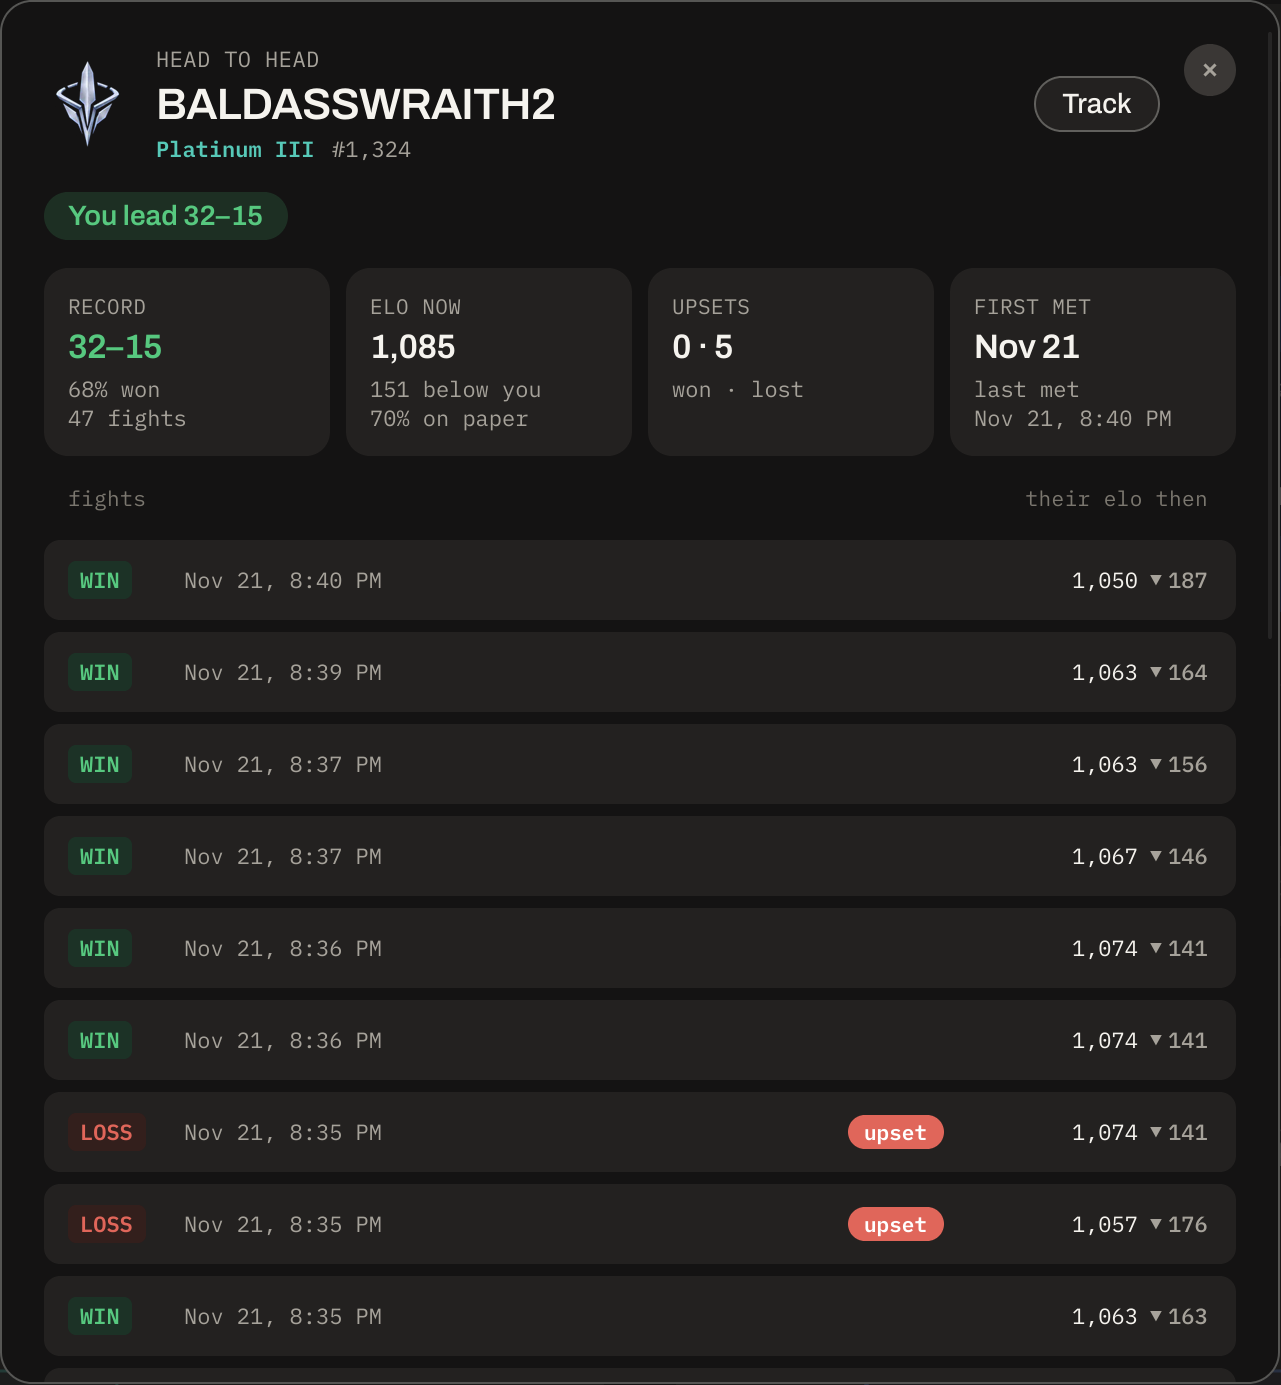 HEAD TO HEAD
BALDASSWRAITH2
Platinum III #1,324
Track
×
You lead 32–15
RECORD
32–15
68% won
47 fights
ELO NOW
1,085
151 below you
70% on paper
UPSETS
0 · 5
won · lost
FIRST MET
Nov 21
last met
Nov 21, 8:40 PM
fights their elo then
WIN Nov 21, 8:40 PM 1,050 ▼187
WIN Nov 21, 8:39 PM 1,063 ▼164
WIN Nov 21, 8:37 PM 1,063 ▼156
WIN Nov 21, 8:37 PM 1,067 ▼146
WIN Nov 21, 8:36 PM 1,074 ▼141
WIN Nov 21, 8:36 PM 1,074 ▼141
LOSS Nov 21, 8:35 PM upset 1,074 ▼141
LOSS Nov 21, 8:35 PM upset 1,057 ▼176
WIN Nov 21, 8:35 PM 1,063 ▼163